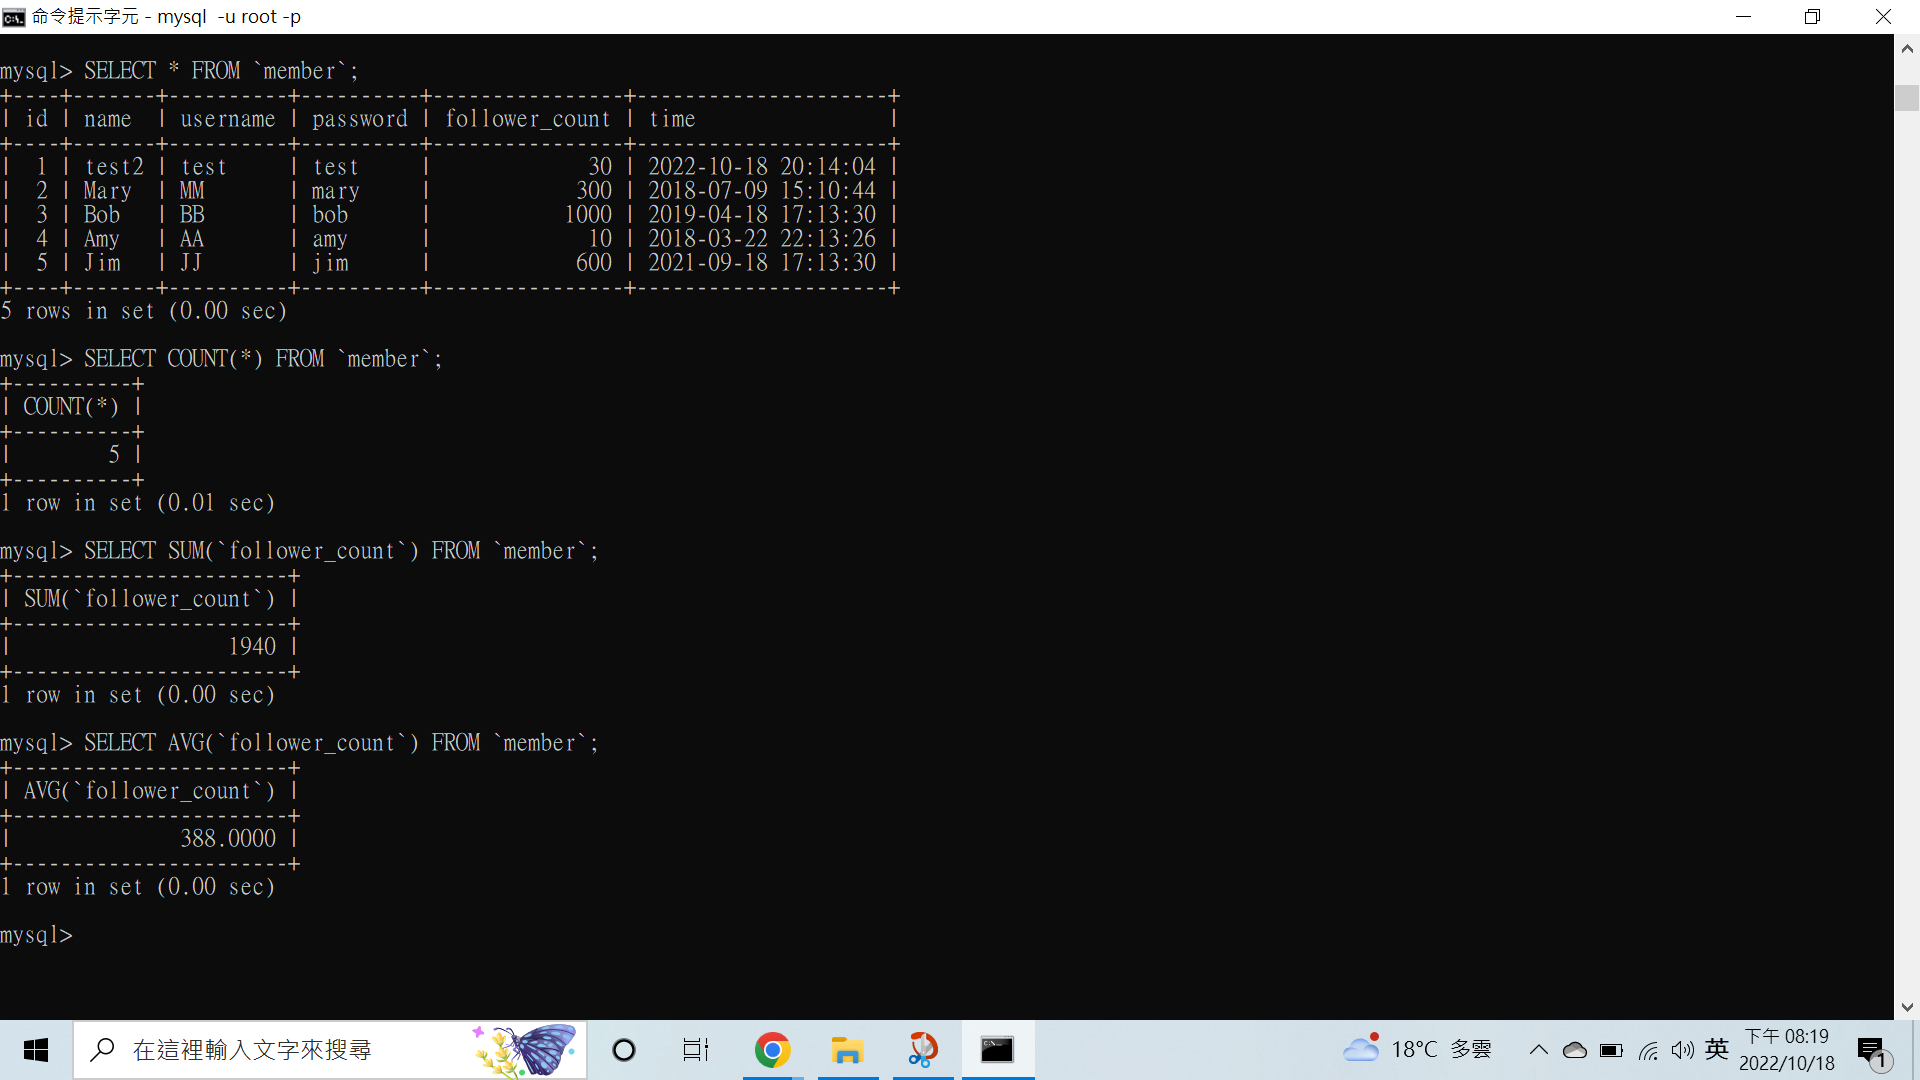 命令提示字元 - mysql  -u root -p
mysql> SELECT * FROM `member`;
+----+-------+----------+----------+----------------+---------------------+
| id | name  | username | password | follower_count | time                |
+----+-------+----------+----------+----------------+---------------------+
|  1 | test2 | test     | test     |             30 | 2022-10-18 20:14:04 |
|  2 | Mary  | MM       | mary     |            300 | 2018-07-09 15:10:44 |
|  3 | Bob   | BB       | bob      |           1000 | 2019-04-18 17:13:30 |
|  4 | Amy   | AA       | amy      |             10 | 2018-03-22 22:13:26 |
|  5 | Jim   | JJ       | jim      |            600 | 2021-09-18 17:13:30 |
+----+-------+----------+----------+----------------+---------------------+
5 rows in set (0.00 sec)
mysql> SELECT COUNT(*) FROM `member`;
+----------+
| COUNT(*) |
+----------+
|        5 |
+----------+
1 row in set (0.01 sec)
mysql> SELECT SUM(`follower_count`) FROM `member`;
+-----------------------+
| SUM(`follower_count`) |
+-----------------------+
|                  1940 |
+-----------------------+
1 row in set (0.00 sec)
mysql> SELECT AVG(`follower_count`) FROM `member`;
+-----------------------+
| AVG(`follower_count`) |
+-----------------------+
|              388.0000 |
+-----------------------+
1 row in set (0.00 sec)
mysql>
在這裡輸入文字來搜尋
18°C 多雲
英
下午 08:19
2022/10/18
1